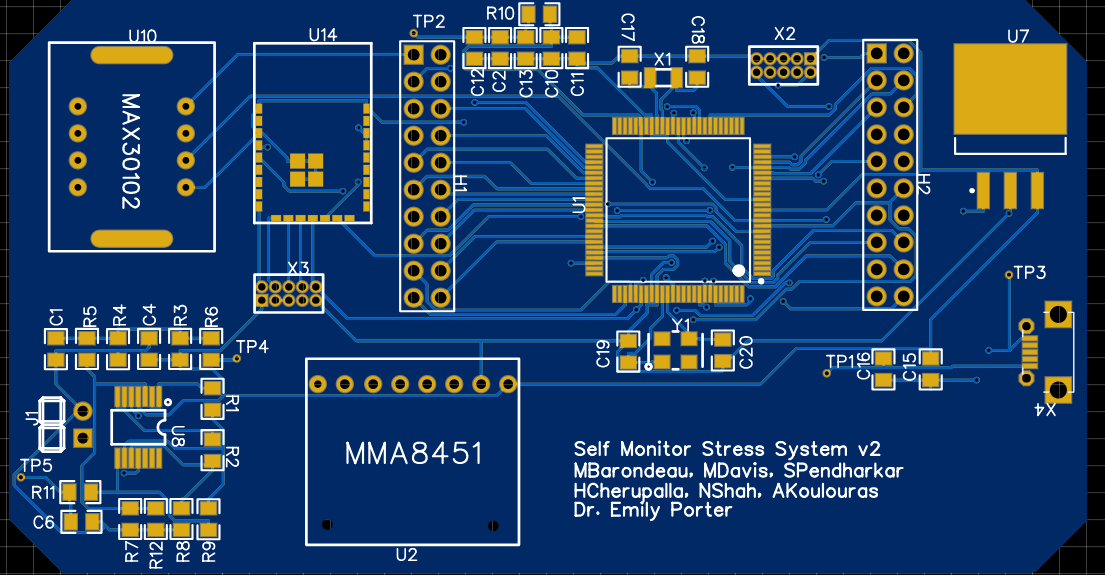 R10
TP2
U10
U14
C17
C18
X2
U7
X1
C12
C2
C13
C10
C11
MAX30102
H1
U1
H2
X3
TP3
C1
R5
R4
C4
R3
R6
TP4
C19
Y1
C20
TP1
C16
C15
X4
J1
R1
U8
R2
MMA8451
TP5
R11
C6
R7
R12
R8
R9
U2
Self Monitor Stress System v2
MBarondeau, MDavis, SPendharkar
HCherupalla, NShah, AKoulouras
Dr. Emily Porter